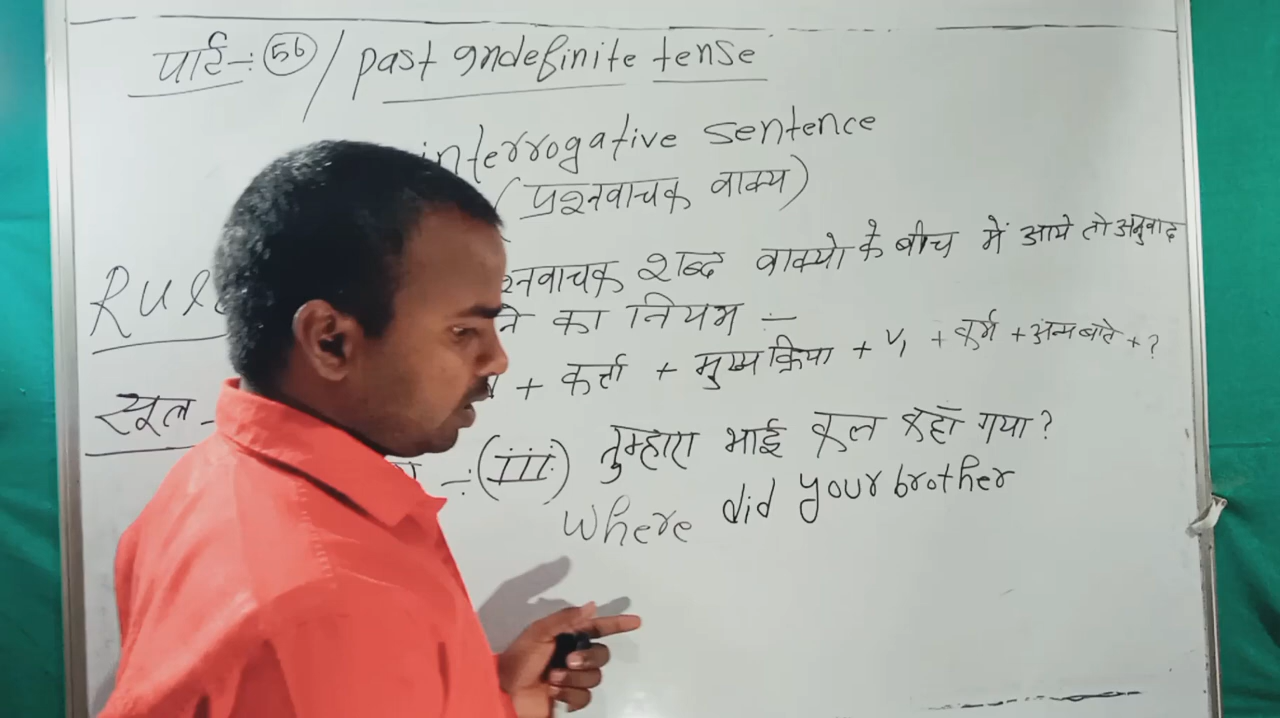 पार्ट :- 56 / past indefinite tense
interrogative sentence
(प्रश्नवाचक वाक्य)
Rule शब्द वाक्यो के बीच में आये तो अनुवाद
का नियम :-
सूत्र - + कर्त्ता + मुख्य क्रिया + V₁ + कर्म + अन्य बाते + ?
:- (iii) तुम्हारा भाई कल कहाँ गया?
Where did your brother